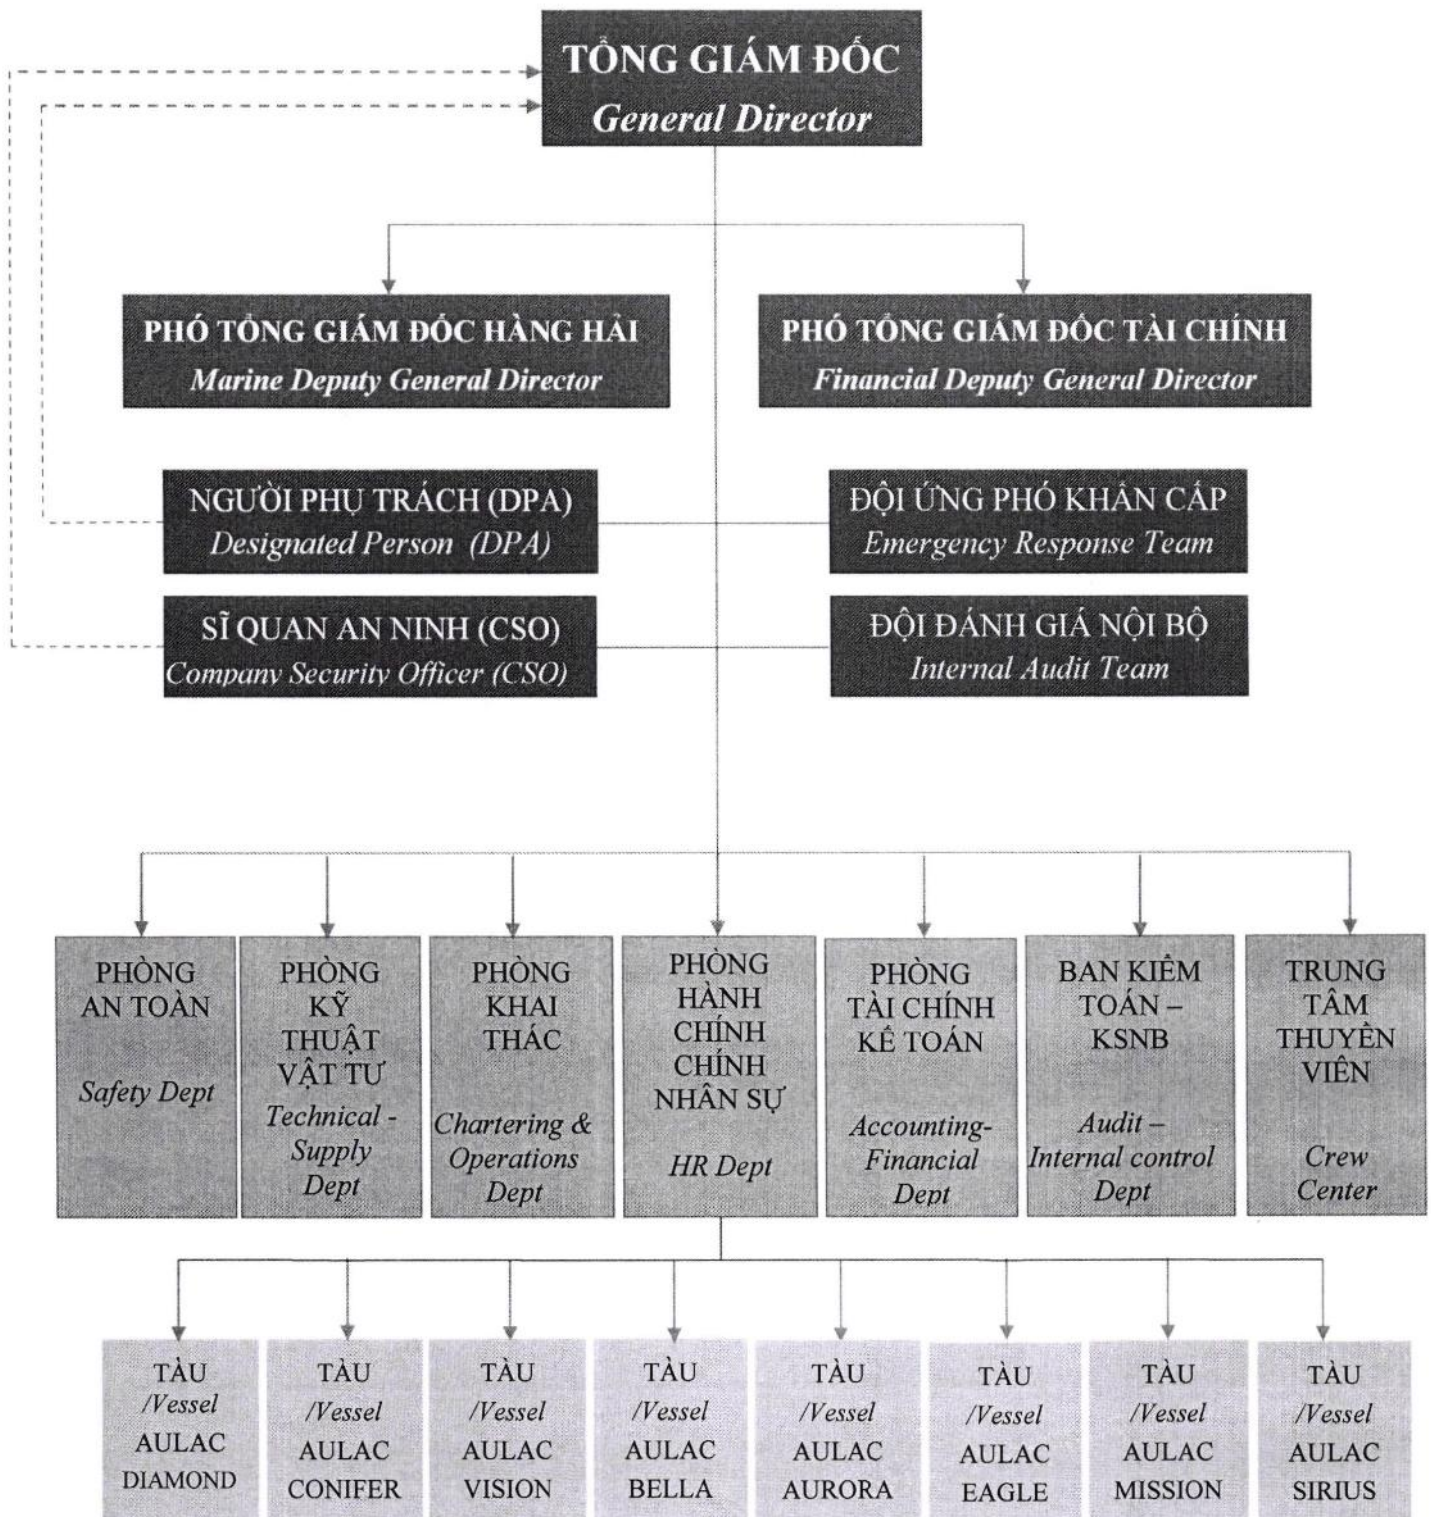 TỔNG GIÁM ĐỐC
General Director
PHÓ TỔNG GIÁM ĐỐC HÀNG HẢI
Marine Deputy General Director
PHÓ TỔNG GIÁM ĐỐC TÀI CHÍNH
Financial Deputy General Director
NGƯỜI PHỤ TRÁCH (DPA)
Designated Person (DPA)
ĐỘI ỨNG PHÓ KHẨN CẤP
Emergency Response Team
SĨ QUAN AN NINH (CSO)
Company Security Officer (CSO)
ĐỘI ĐÁNH GIÁ NỘI BỘ
Internal Audit Team
PHÒNG
AN TOÀN
Safety Dept
PHÒNG
KỸ
THUẬT
VẬT TƯ
Technical -
Supply
Dept
PHÒNG
KHAI
THÁC
Chartering &
Operations
Dept
PHÒNG
HÀNH
CHÍNH
CHÍNH
NHÂN SỰ
HR Dept
PHÒNG
TÀI CHÍNH
KẾ TOÁN
Accounting-
Financial
Dept
BAN KIỂM
TOÁN –
KSNB
Audit –
Internal control
Dept
TRUNG
TÂM
THUYỀN
VIÊN
Crew
Center
TÀU
/Vessel
AULAC
DIAMOND
TÀU
/Vessel
AULAC
CONIFER
TÀU
/Vessel
AULAC
VISION
TÀU
/Vessel
AULAC
BELLA
TÀU
/Vessel
AULAC
AURORA
TÀU
/Vessel
AULAC
EAGLE
TÀU
/Vessel
AULAC
MISSION
TÀU
/Vessel
AULAC
SIRIUS